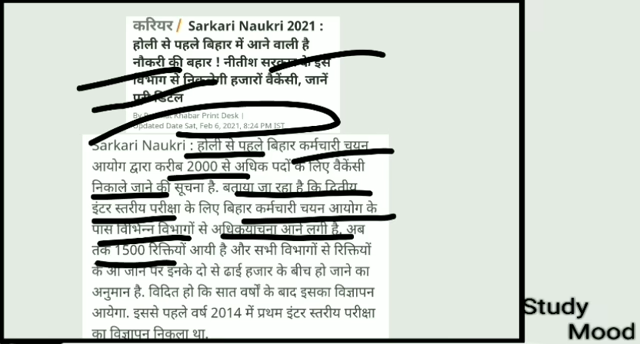 करियर / Sarkari Naukri 2021 :
होली से पहले बिहार में आने वाली है
नौकरी की बहार ! नीतीश सरकार के इस
विभाग से निकलेगी हजारों वैकेंसी, जानें
पूरी डिटेल
By Khabar Print Desk |
Updated Date Sat, Feb 6, 2021, 8:24 PM IST
Sarkari Naukri : होली से पहले बिहार कर्मचारी चयन
आयोग द्वारा करीब 2000 से अधिक पदों के लिए वैकेंसी
निकाले जाने की सूचना है. बताया जा रहा है कि द्वितीय
इंटर स्तरीय परीक्षा के लिए बिहार कर्मचारी चयन आयोग के
पास विभिन्न विभागों से अधियाचना आने लगी है. अब
तक 1500 रिक्तियां आयी है और सभी विभागों से रिक्तियों
के आ जाने पर इनके दो से ढाई हजार के बीच हो जाने का
अनुमान है. विदित हो कि सात वर्षों के बाद इसका विज्ञापन
आयेगा. इससे पहले वर्ष 2014 में प्रथम इंटर स्तरीय परीक्षा
का विज्ञापन निकला था.
Study
Mood